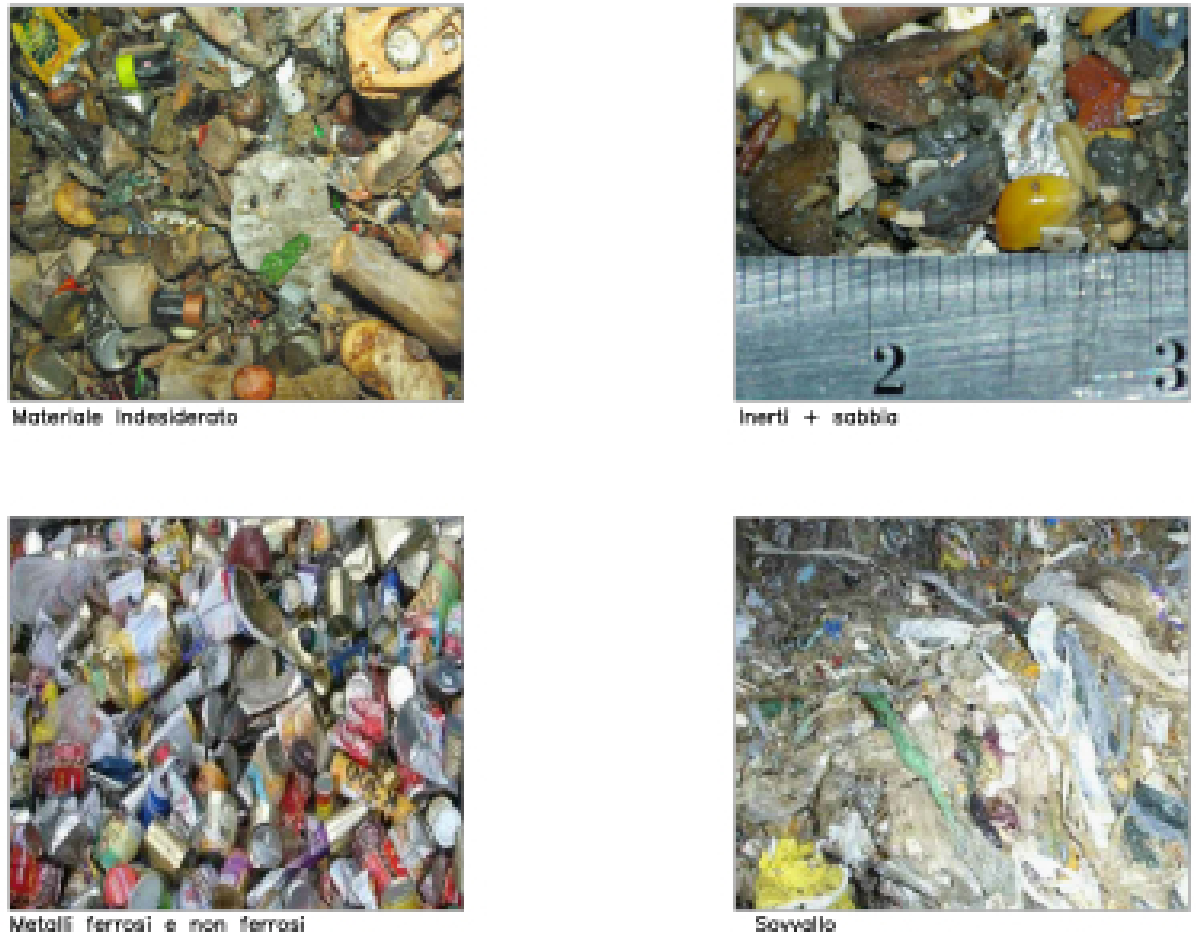 Materiale Indesiderato
Inerti + sabbia
2
3
Metalli ferrosi e non ferrosi
Sovvallo